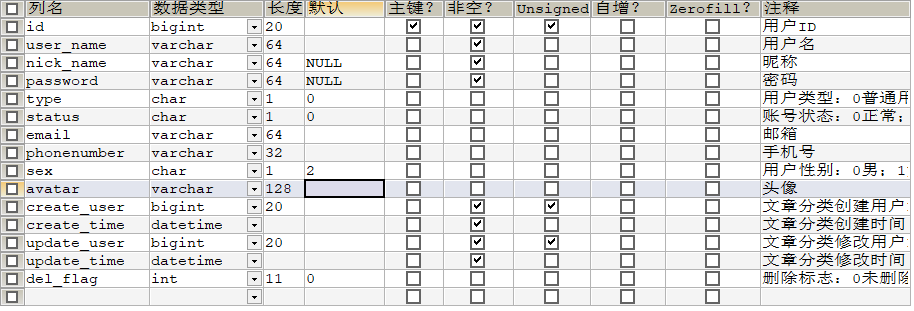 列名 数据类型 长度 默认 主键? 非空? Unsigned 自增? Zerofill? 注释
id bigint 20 用户ID
user_name varchar 64 用户名
nick_name varchar 64 NULL 昵称
password varchar 64 NULL 密码
type char 1 0 用户类型：0普通用
status char 1 0 账号状态：0正常；
email varchar 64 邮箱
phonenumber varchar 32 手机号
sex char 1 2 用户性别：0男；1
avatar varchar 128 头像
create_user bigint 20 文章分类创建用户
create_time datetime 文章分类创建时间
update_user bigint 20 文章分类修改用户
update_time datetime 文章分类修改时间
del_flag int 11 0 删除标志：0未删除